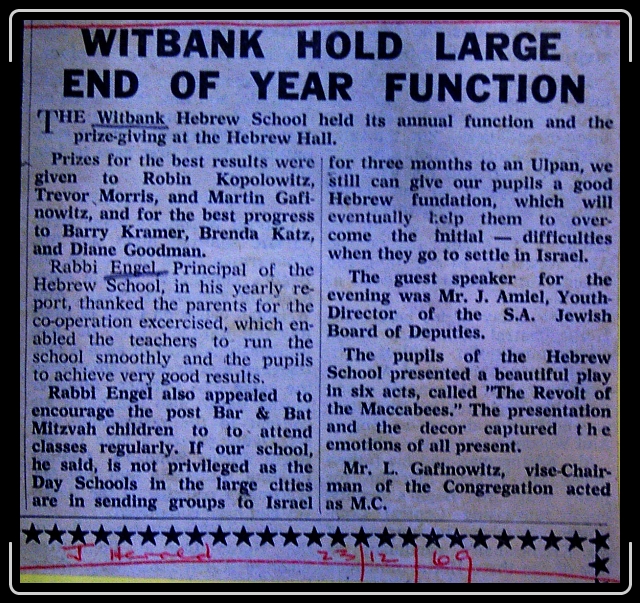 WITBANK HOLD LARGE
END OF YEAR FUNCTION
THE Witbank Hebrew School held its annual function and the
prize-giving at the Hebrew Hall.
Prizes for the best results were
given to Robin Kopolowitz,
Trevor Morris, and Martin Gafi-
nowitz, and for the best progress
to Barry Kramer, Brenda Katz,
and Diane Goodman.
Rabbi Engel, Principal of the
Hebrew School, in his yearly re-
port, thanked the parents for the
co-operation excercised, which en-
abled the teachers to run the
school smoothly and the pupils
to achieve very good results.
Rabbi Engel also appealed to
encourage the post Bar & Bat
Mitzvah children to to attend
classes regularly. If our school,
he said, is not privileged as the
Day Schools in the large cities
are in sending groups to Israel
for three months to an Ulpan, we
still can give our pupils a good
Hebrew fundation, which will
eventually help them to over-
come the initial — difficulties
when they go to settle in Israel.
The guest speaker for the
evening was Mr. J. Amiel, Youth-
Director of the S.A. Jewish
Board of Deputies.
The pupils of the Hebrew
School presented a beautiful play
in six acts, called "The Revolt of
the Maccabees." The presentation
and the decor captured the
emotions of all present.
Mr. L. Gafinowitz, vise-Chair-
man of the Congregation acted
as M.C.
J Herald 23/12/69